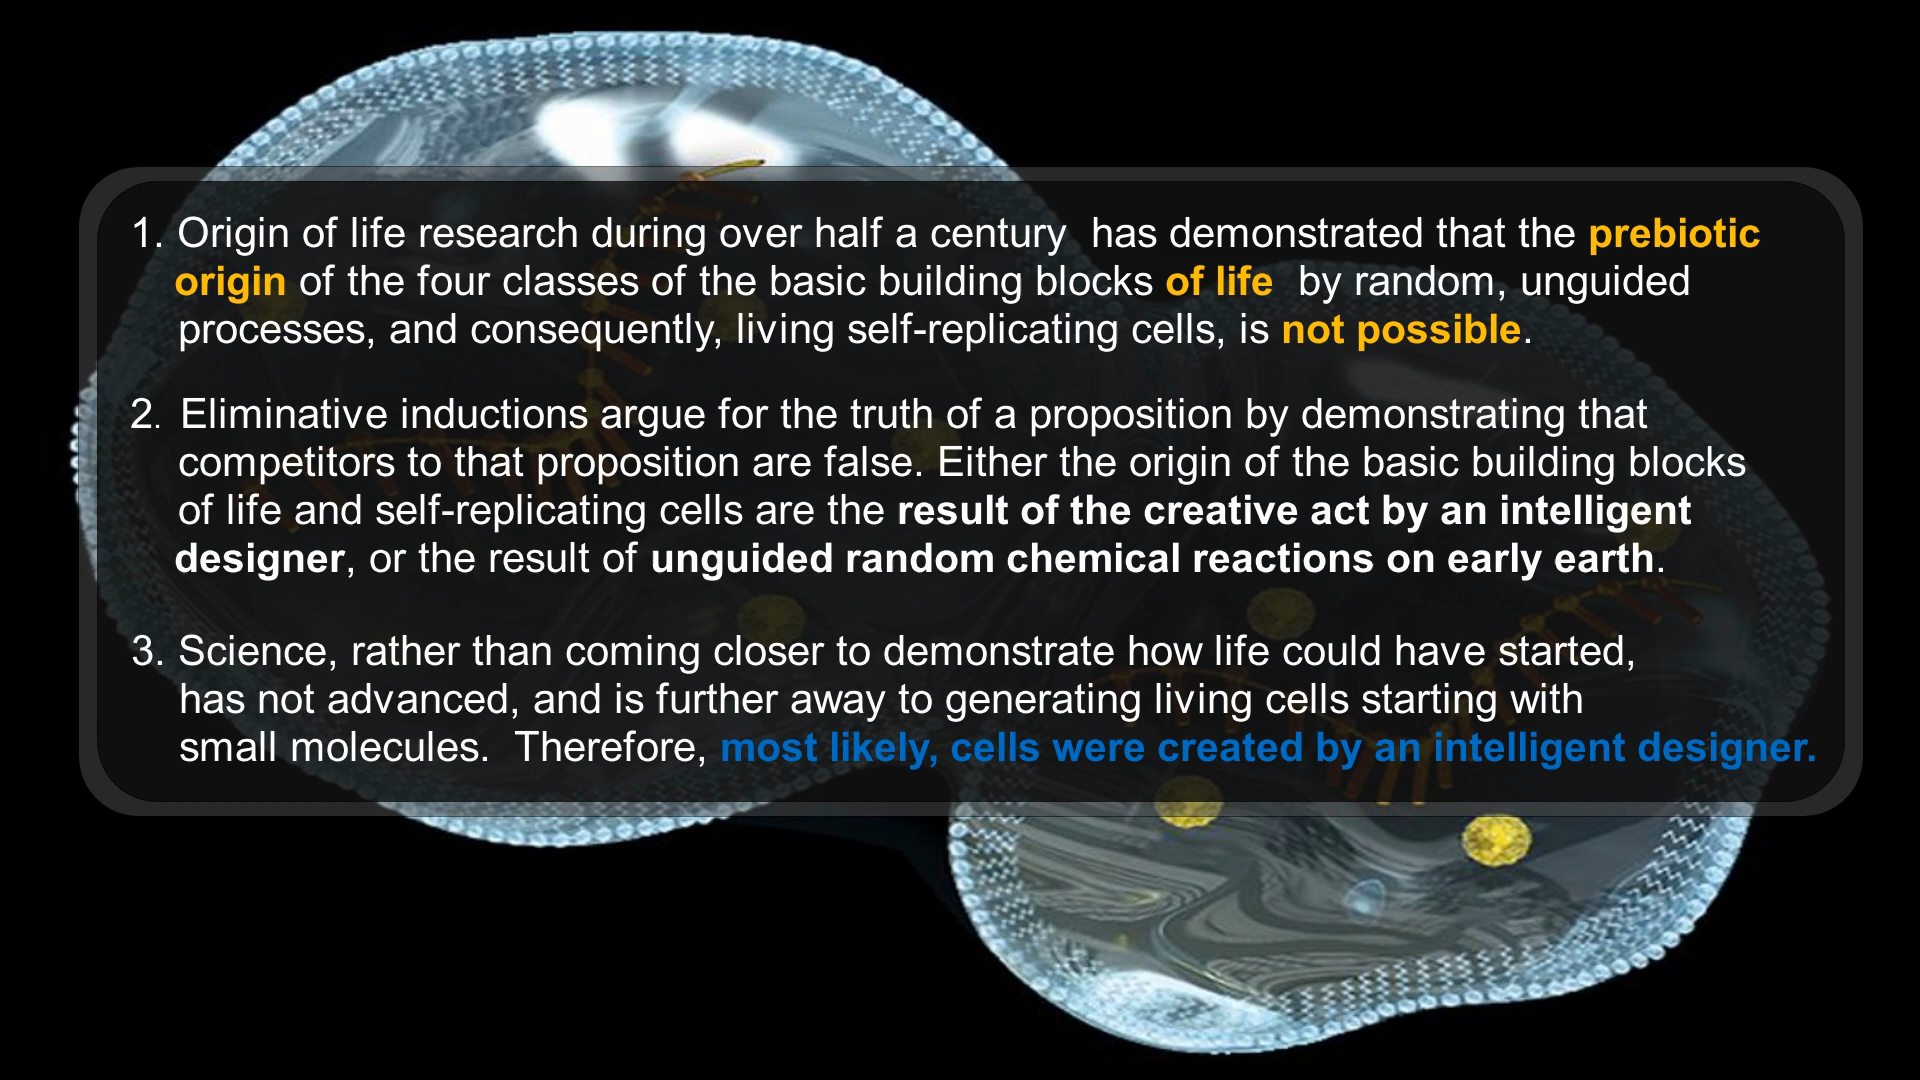 1. Origin of life research during over half a century has demonstrated that the prebiotic
origin of the four classes of the basic building blocks of life by random, unguided
processes, and consequently, living self-replicating cells, is not possible.
2. Eliminative inductions argue for the truth of a proposition by demonstrating that
competitors to that proposition are false. Either the origin of the basic building blocks
of life and self-replicating cells are the result of the creative act by an intelligent
designer, or the result of unguided random chemical reactions on early earth.
3. Science, rather than coming closer to demonstrate how life could have started,
has not advanced, and is further away to generating living cells starting with
small molecules. Therefore, most likely, cells were created by an intelligent designer.